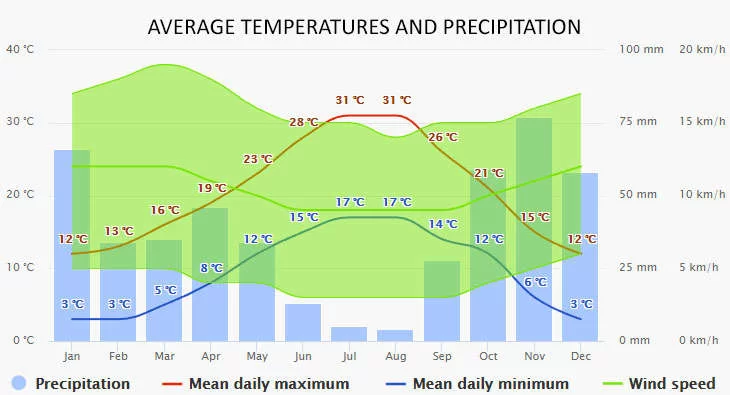 AVERAGE TEMPERATURES AND PRECIPITATION
40 °C 100 mm 20 km/h
30 °C 75 mm 15 km/h
20 °C 50 mm 10 km/h
10 °C 25 mm 5 km/h
0 °C 0 mm 0 km/h
12 °C 13 °C 16 °C 19 °C 23 °C 28 °C 31 °C 31 °C 26 °C 21 °C 15 °C 12 °C
3 °C 3 °C 5 °C 8 °C 12 °C 15 °C 17 °C 17 °C 14 °C 12 °C 6 °C 3 °C
Jan Feb Mar Apr May Jun Jul Aug Sep Oct Nov Dec
Precipitation Mean daily maximum Mean daily minimum Wind speed